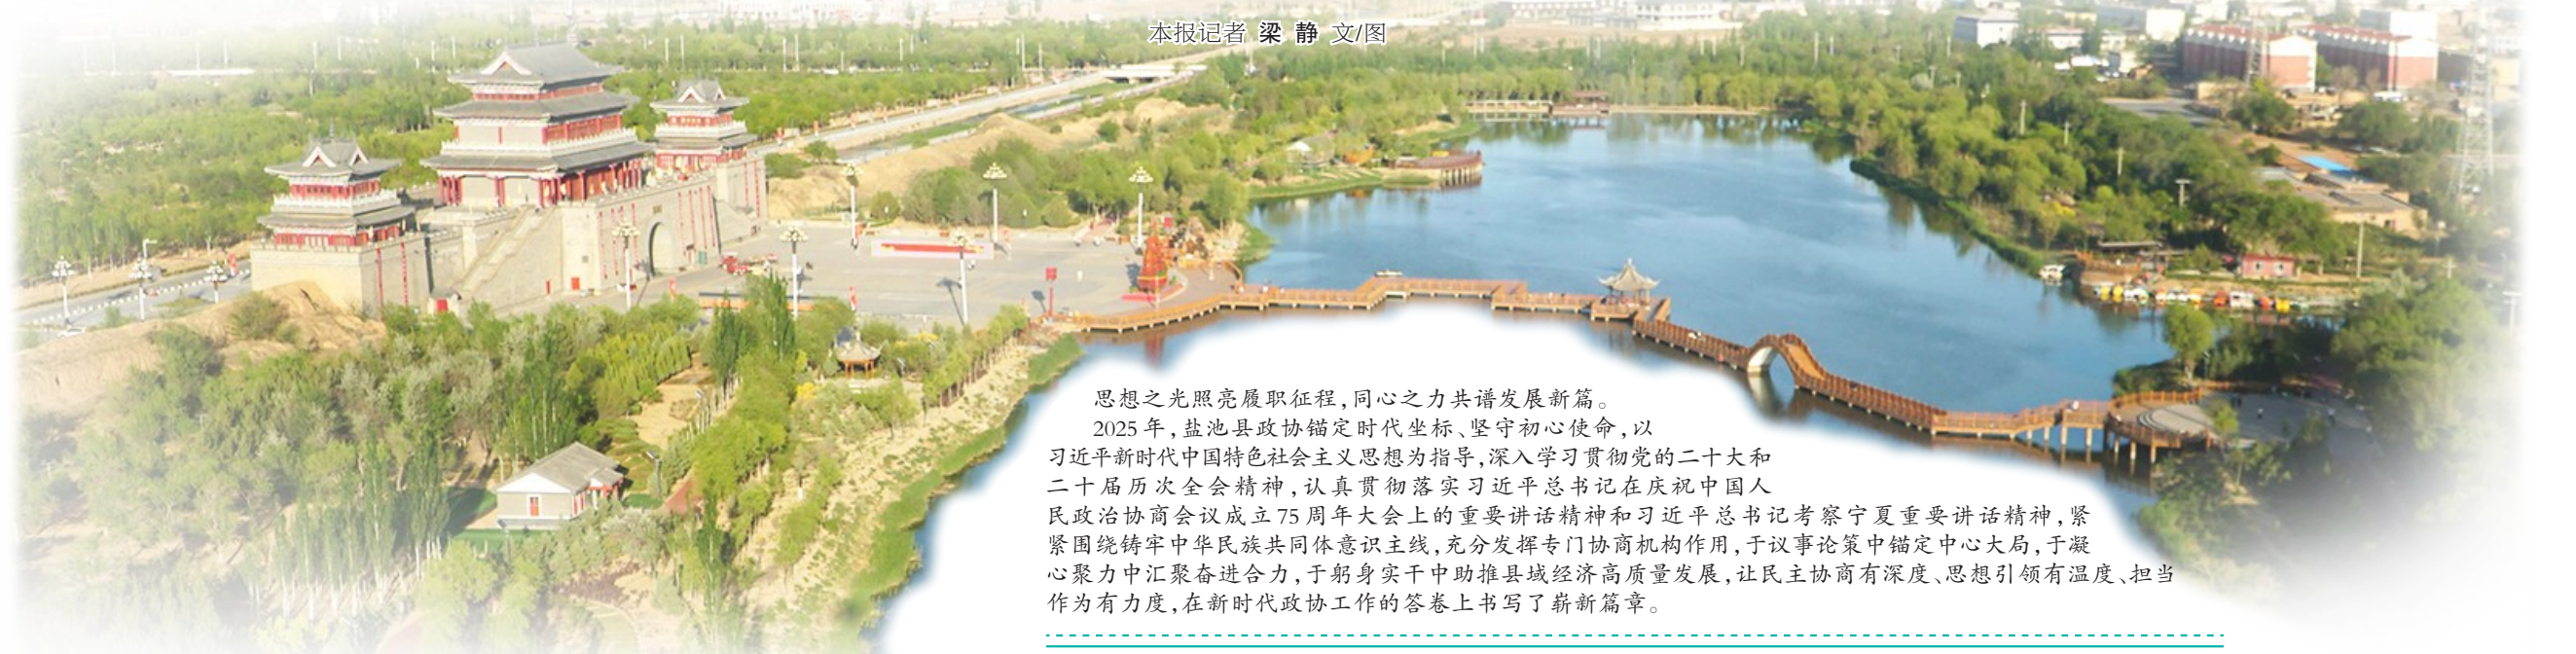 本报记者 梁 静 文/图
思想之光照亮履职征程,同心之力共谱发展新篇。
2025年,盐池县政协锚定时代坐标、坚守初心使命,以
习近平新时代中国特色社会主义思想为指导,深入学习贯彻党的二十大和
二十届历次全会精神,认真贯彻落实习近平总书记在庆祝中国人
民政治协商会议成立75周年大会上的重要讲话精神和习近平总书记考察宁夏重要讲话精神,紧
紧围绕铸牢中华民族共同体意识主线,充分发挥专门协商机构作用,于议事论策中锚定中心大局,于凝
心聚力中汇聚奋进合力,于躬身实干中助推县域经济高质量发展,让民主协商有深度、思想引领有温度、担当
作为有力度,在新时代政协工作的答卷上书写了崭新篇章。